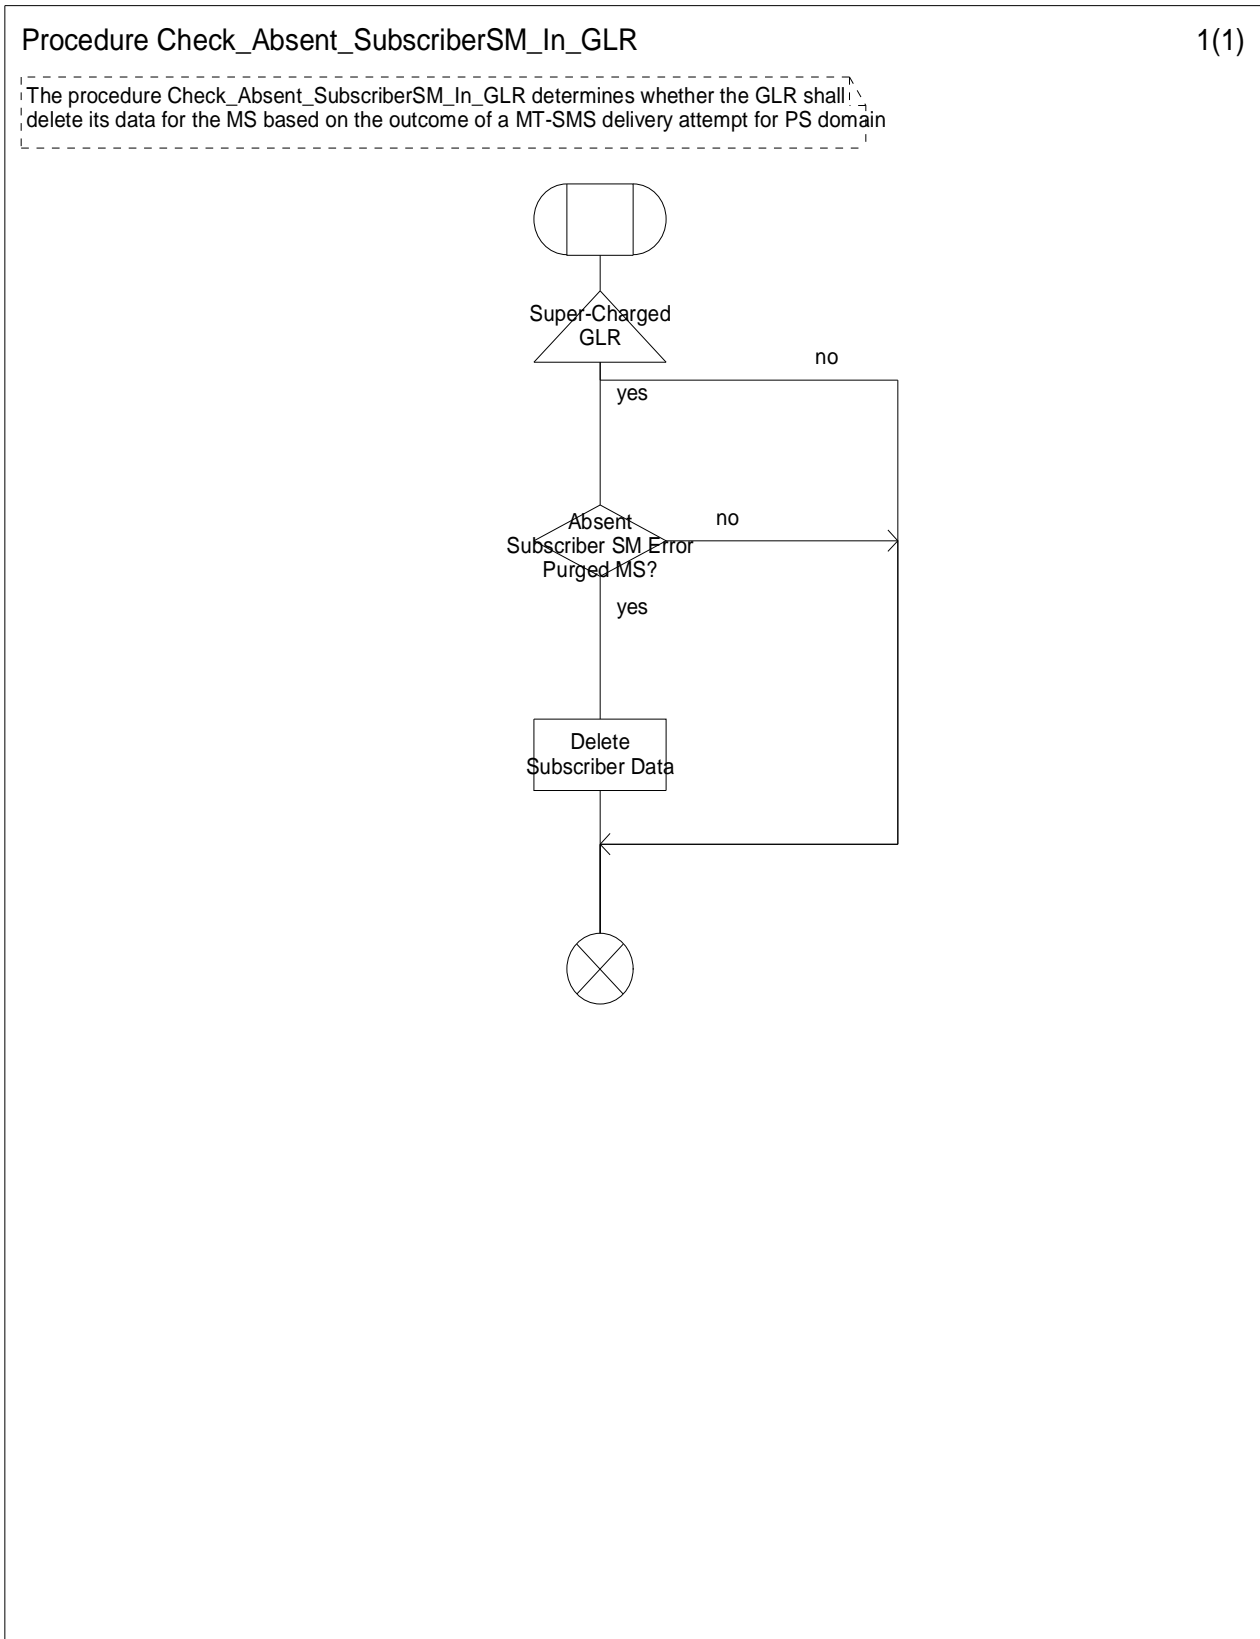 Procedure Check_Absent_SubscriberSM_In_GLR
1(1)
The procedure Check_Absent_SubscriberSM_In_GLR determines whether the GLR shall
delete its data for the MS based on the outcome of a MT-SMS delivery attempt for PS domain
Super-Charged
GLR
no
yes
Absent
Subscriber SM Error
Purged MS?
no
yes
Delete
Subscriber Data